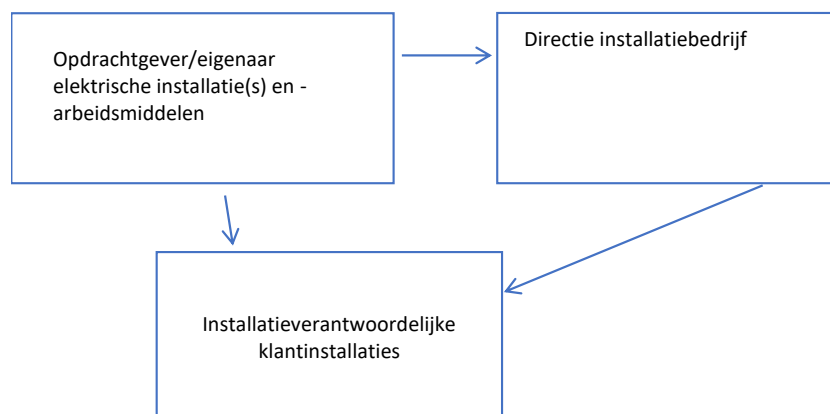 Opdrachtgever/eigenaar
elektrische installatie(s) en -
arbeidsmiddelen
Directie installatiebedrijf
Installatieverantwoordelijke
klantinstallaties